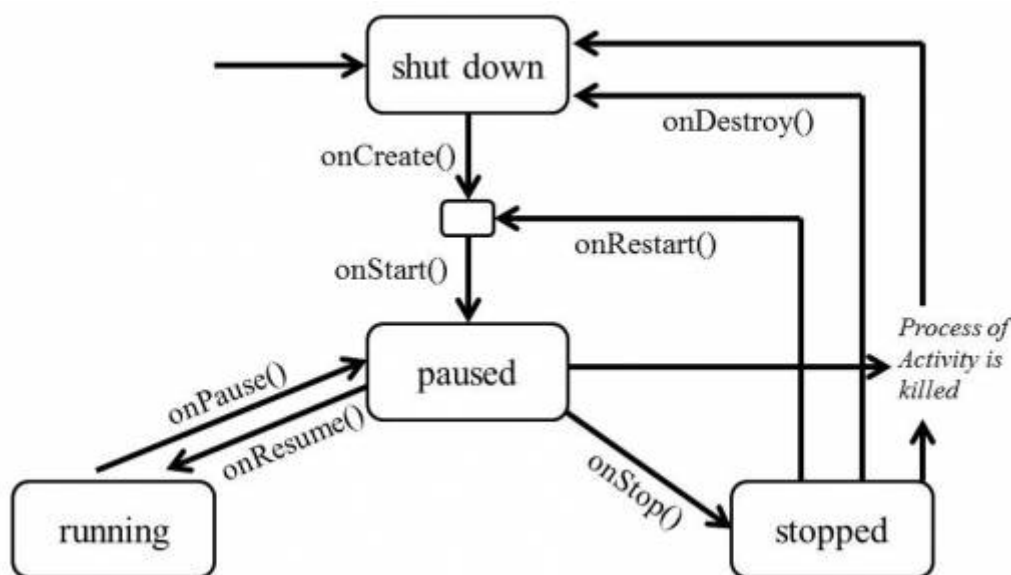 shut down
onDestroy()
onCreate()
onRestart()
onStart()
Process of
Activity is
killed
paused
onPause()
onResume()
onStop()
running
stopped